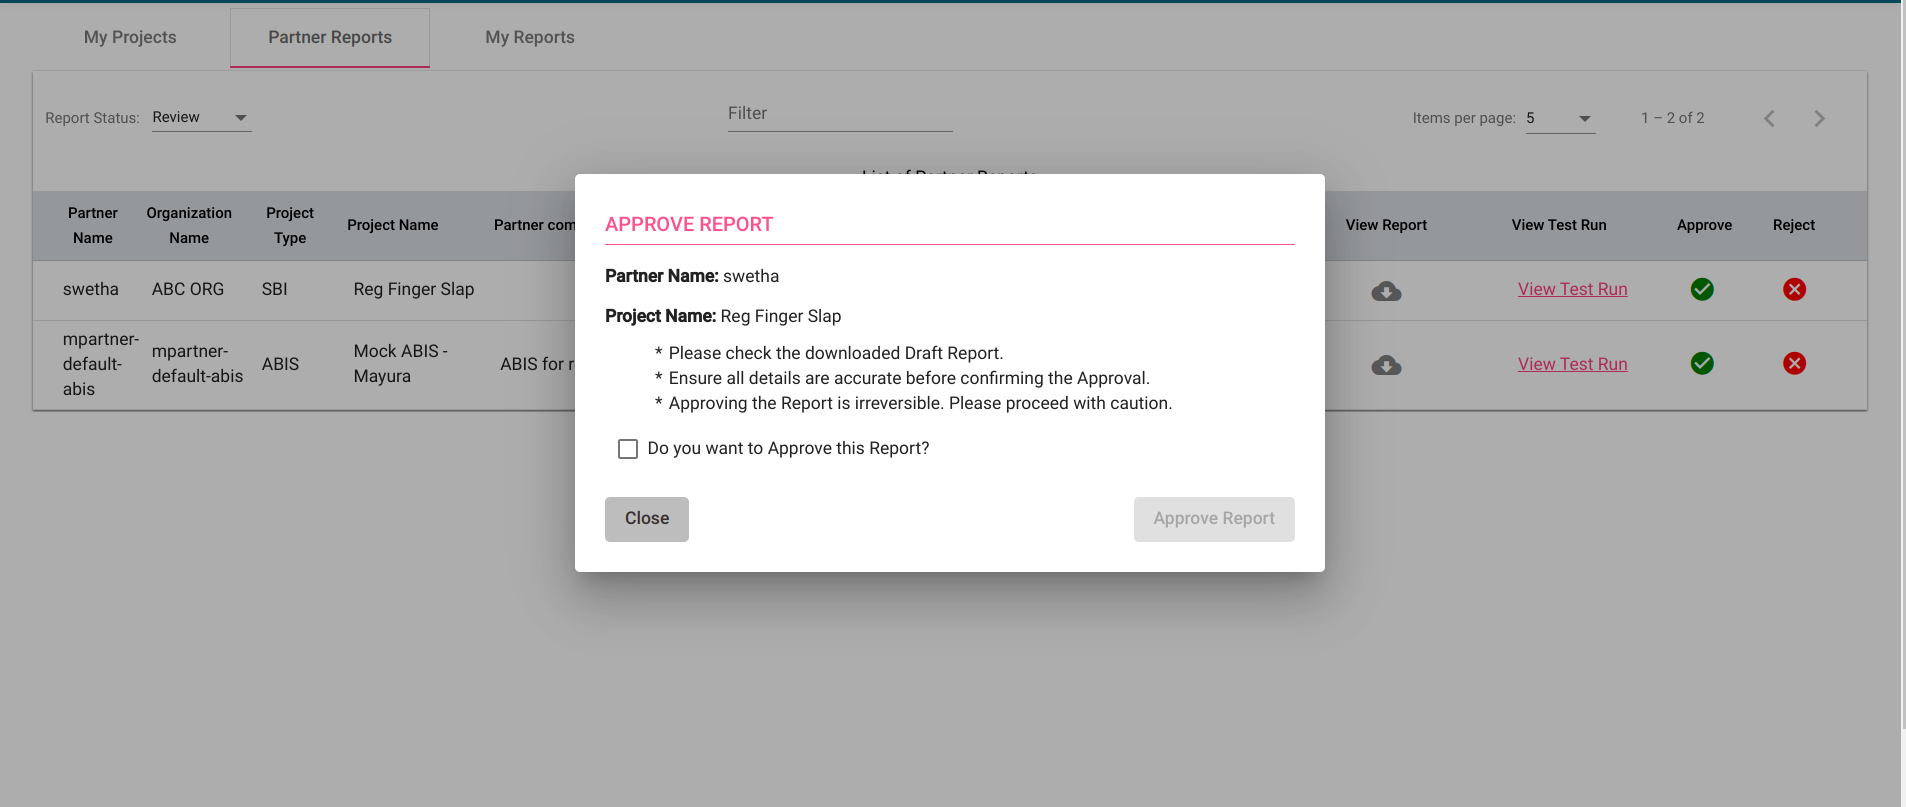 My Projects
Partner Reports
My Reports
Report Status: Review
Filter
Items per page: 5
1 – 2 of 2
List of Partner Reports
Partner Name
Organization Name
Project Type
Project Name
Partner com
View Report
View Test Run
Approve
Reject
swetha
ABC ORG
SBI
Reg Finger Slap
View Test Run
mpartner-
default-
abis
mpartner-
default-abis
ABIS
Mock ABIS -
Mayura
ABIS for r
View Test Run
APPROVE REPORT
Partner Name: swetha
Project Name: Reg Finger Slap
* Please check the downloaded Draft Report.
* Ensure all details are accurate before confirming the Approval.
* Approving the Report is irreversible. Please proceed with caution.
Do you want to Approve this Report?
Close
Approve Report